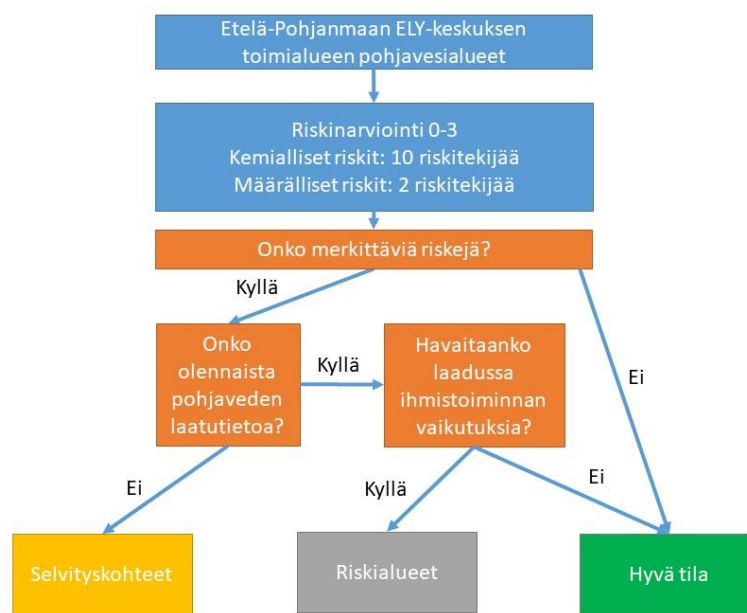 Etelä-Pohjanmaan ELY-keskuksen
toimialueen pohjavesialueet
Riskinarviointi 0-3
Kemialliset riskit: 10 riskitekijää
Määrälliset riskit: 2 riskitekijää
Onko merkittäviä riskejä?
Kyllä
Onko
olennaista
pohjaveden
laatutietoa?
Kyllä
Havaitaanko
laadussa
ihmistoiminnan
vaikutuksia?
Ei
Ei
Kyllä
Ei
Selvityskohteet
Riskialueet
Hyvä tila